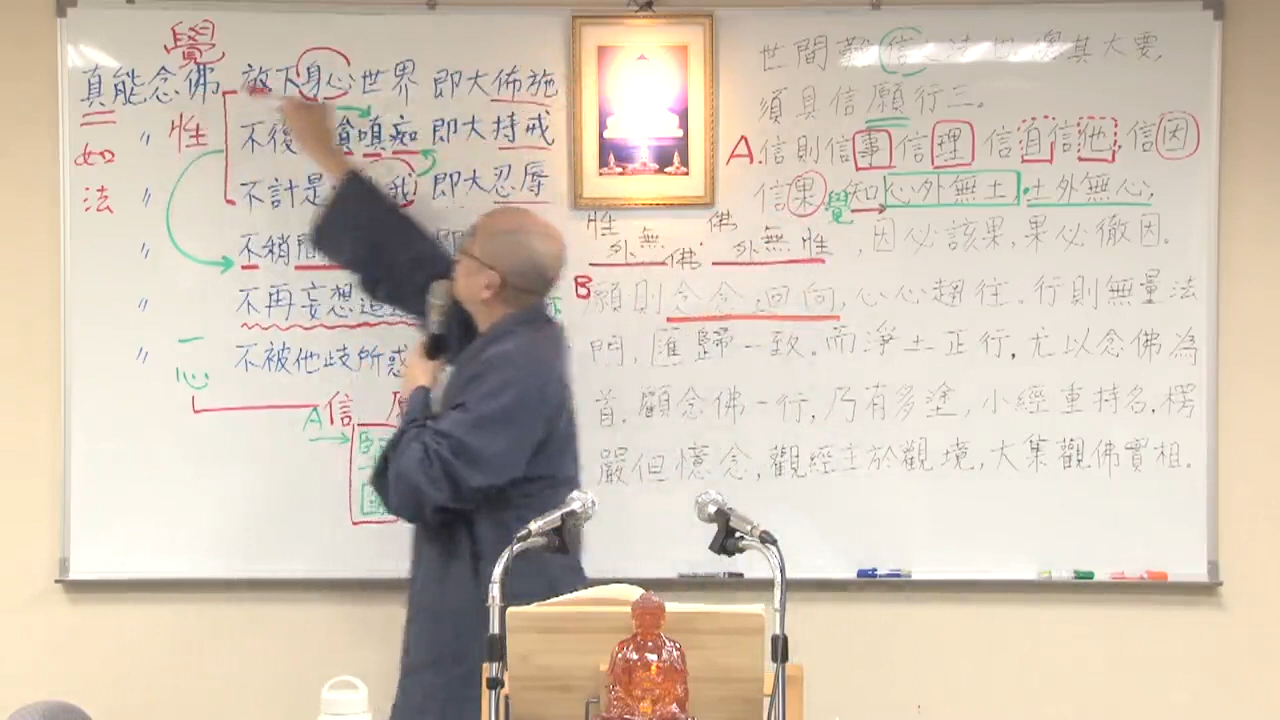 覺
真能念佛 放下身心世界 即大佈施
〃 性 不復貪嗔痴 即大持戒
如法
〃 不計是 我 即大忍辱
〃 不稍間
〃 不再妄想追
〃 不被他歧所惑
一心
A 信
世間難信之法也 其大要,
須具信願行三。
A.信則信事信理 信自信他,信因
信果 覺知心外無土.土外無心,
性外無佛.佛外無性,因必該果,果必徹因。
B 願則念念回向,心心趨往。行則無量法
門,匯歸一致。而淨土正行,尤以念佛為
首.顧念佛一行,乃有多塗,小經重持名.楞
嚴但憶念,觀經主於觀境,大集觀佛實相.